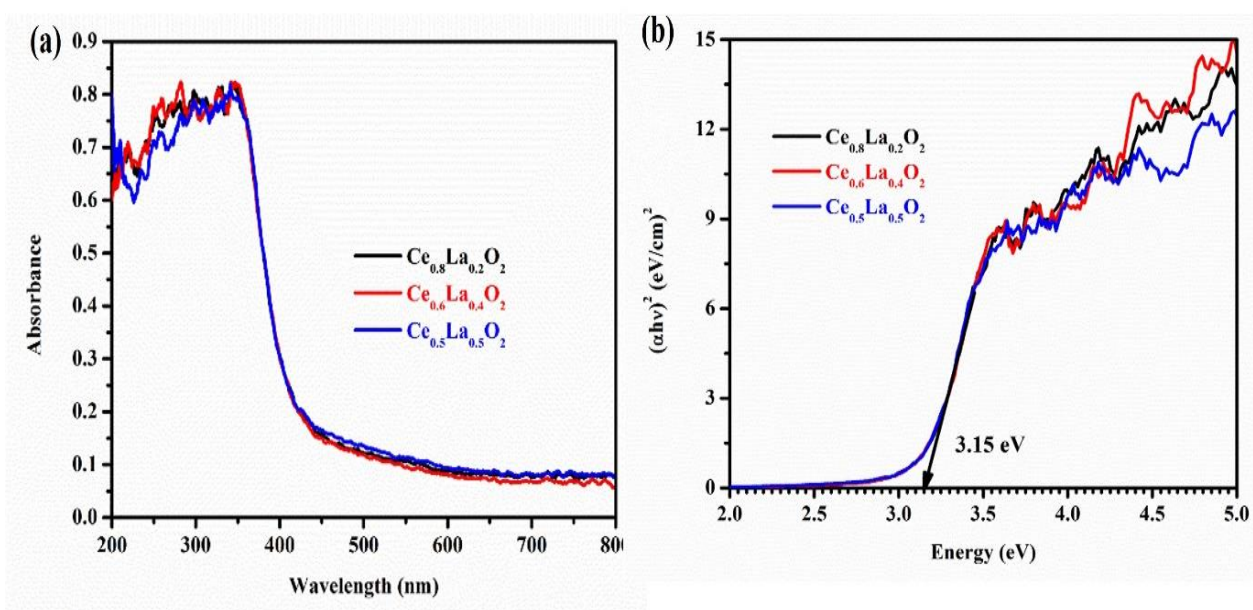 (a)
0.9
0.8
0.7
0.6
0.5
0.4
0.3
0.2
0.1
0.0
Absorbance
Ce0.8La0.2O2
Ce0.6La0.4O2
Ce0.5La0.5O2
200 300 400 500 600 700 800
Wavelength (nm)
(b)
15
12
9
6
3
0
(αhν)² (eV/cm)²
Ce0.8La0.2O2
Ce0.6La0.4O2
Ce0.5La0.5O2
3.15 eV
2.0 2.5 3.0 3.5 4.0 4.5 5.0
Energy (eV)